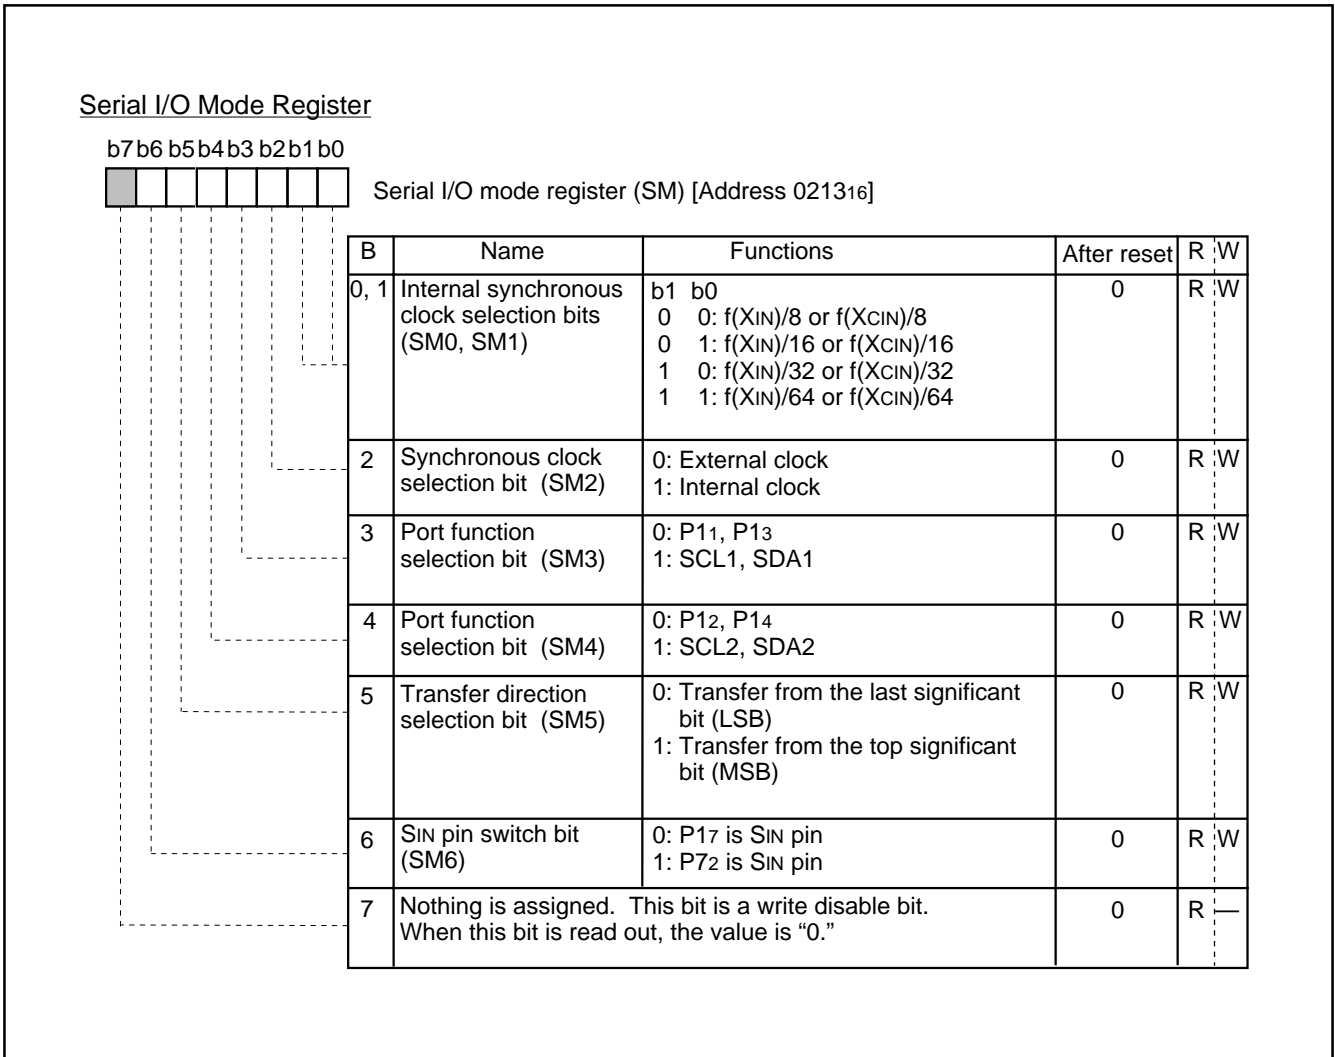 Serial I/O Mode Register
b7 b6 b5 b4 b3 b2 b1 b0
Serial I/O mode register (SM) [Address 021316]
B Name Functions After reset R W
0, 1 Internal synchronous clock selection bits (SM0, SM1)
b1 b0
0 0: f(XIN)/8 or f(XCIN)/8
0 1: f(XIN)/16 or f(XCIN)/16
1 0: f(XIN)/32 or f(XCIN)/32
1 1: f(XIN)/64 or f(XCIN)/64
0 R W
2 Synchronous clock selection bit (SM2)
0: External clock
1: Internal clock
0 R W
3 Port function selection bit (SM3)
0: P11, P13
1: SCL1, SDA1
0 R W
4 Port function selection bit (SM4)
0: P12, P14
1: SCL2, SDA2
0 R W
5 Transfer direction selection bit (SM5)
0: Transfer from the last significant bit (LSB)
1: Transfer from the top significant bit (MSB)
0 R W
6 SIN pin switch bit (SM6)
0: P17 is SIN pin
1: P72 is SIN pin
0 R W
7 Nothing is assigned. This bit is a write disable bit.
When this bit is read out, the value is “0.”
0 R —